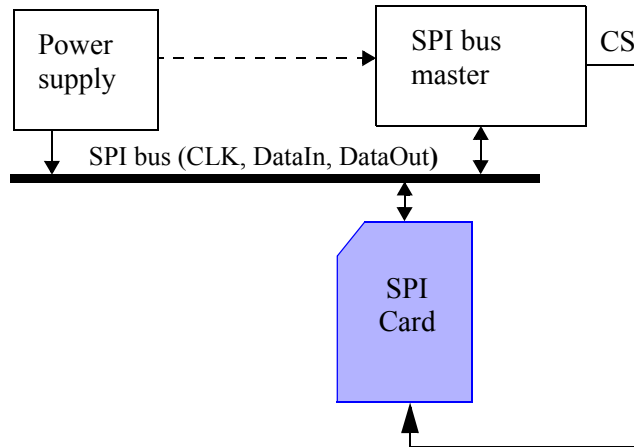 Power
supply
SPI bus
master
CS
SPI bus (CLK, DataIn, DataOut)
SPI
Card